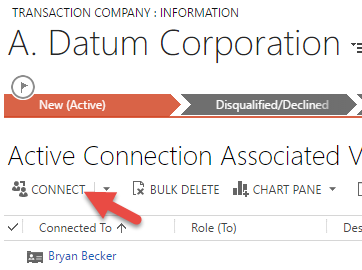 TRANSACTION COMPANY : INFORMATION
A. Datum Corporation
New (Active) Disqualified/Declined
Active Connection Associated V
CONNECT BULK DELETE CHART PANE
Connected To ↑ Role (To) Des
Bryan Becker